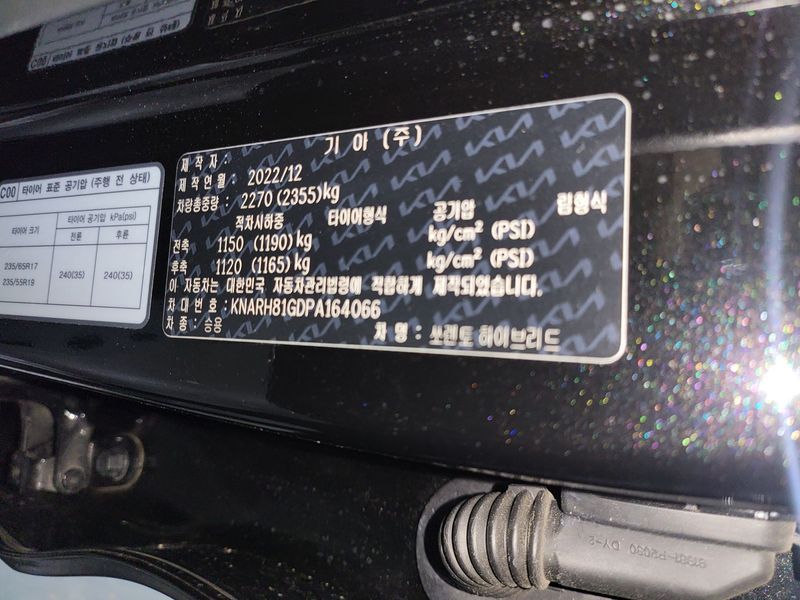 제 작 자 : 기 아 (주)
제 작 연 월 : 2022/12
차량총중량 : 2270 (2355)kg
적차시하중 타이어형식 공기압 림형식
전축 1150 (1190)kg kg/cm² (PSI)
후축 1120 (1165)kg kg/cm² (PSI)
이 자동차는 대한민국 자동차관리법령에 적합하게 제작되었습니다.
차 대 번호 : KNARH81GDPA164066
차 종 : 승용 차 명 : 쏘렌토 하이브리드
C00 타이어 표준 공기압 (주행 전 상태)
타이어 크기 타이어 공기압 kPa(psi)
전륜 후륜
235/65R17
235/55R19
240(35) 240(35)
KIA
C00
DY-2